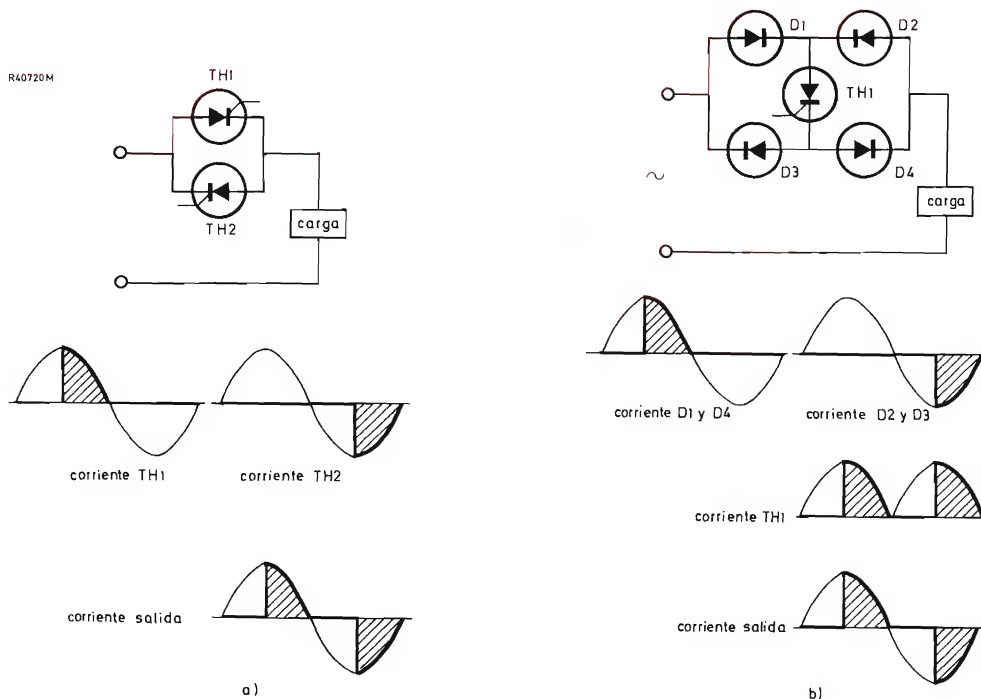 R40720M
TH1
TH2
carga
corriente TH1
corriente TH2
corriente salida
a)
D1
D2
TH1
D3
D4
~
carga
corriente D1 y D4
corriente D2 y D3
corriente TH1
corriente salida
b)